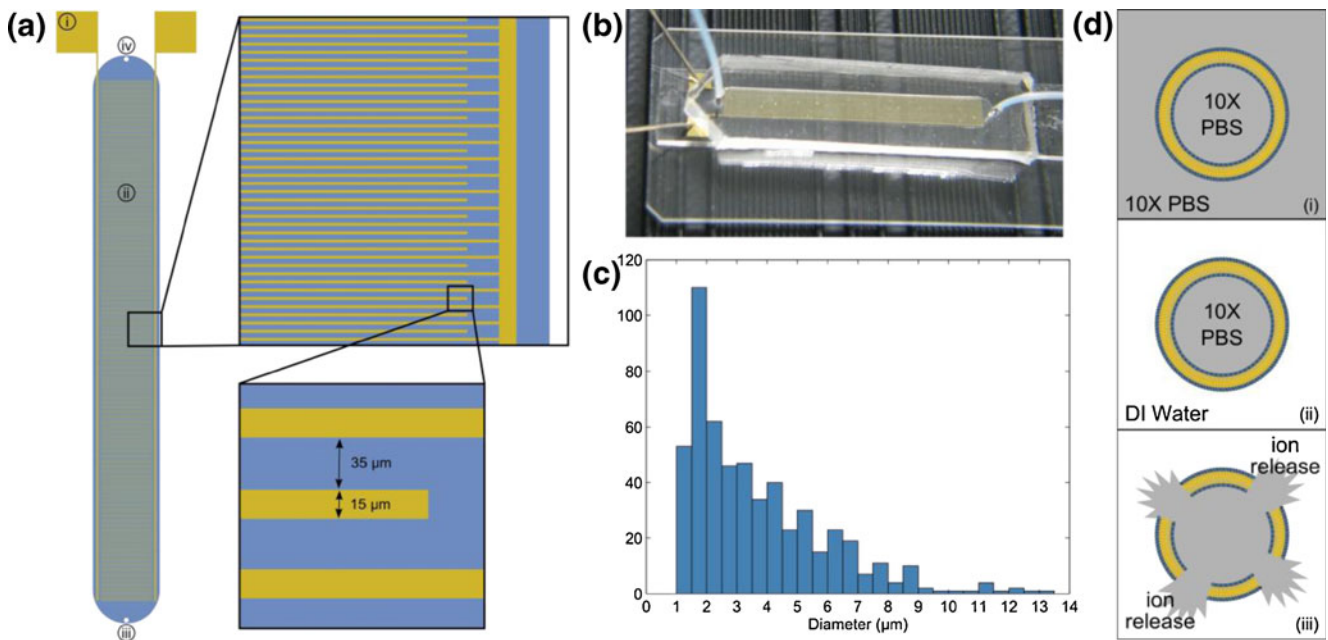 (a)
i
iv
ii
iii
35 µm
15 µm
(b)
(c)
120
100
80
60
40
20
0
0 1 2 3 4 5 6 7 8 9 10 11 12 13 14
Diameter (µm)
(d)
10X
PBS
10X PBS
(i)
10X
PBS
DI Water
(ii)
ion
release
ion
release
(iii)